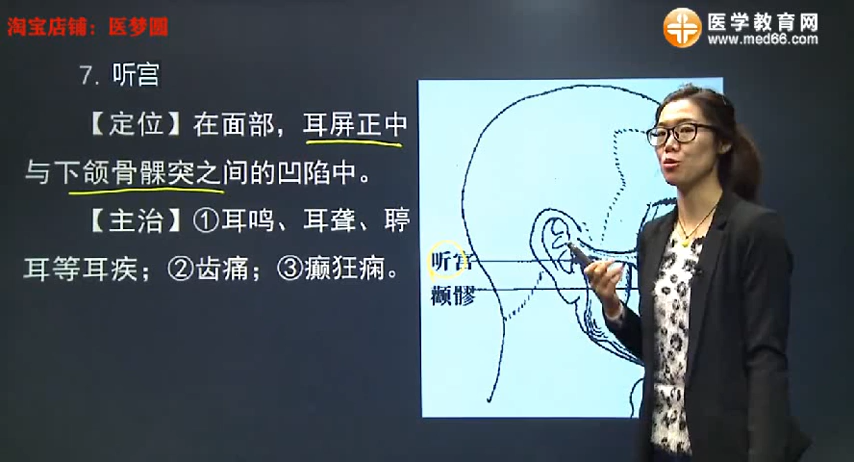 淘宝店铺：医梦圆
医学教育网
www.med66.com
7. 听宫
【定位】在面部，耳屏正中
与下颌骨髁突之间的凹陷中。
【主治】①耳鸣、耳聋、聤
耳等耳疾；②齿痛；③癫狂痫。
听宫
颧髎